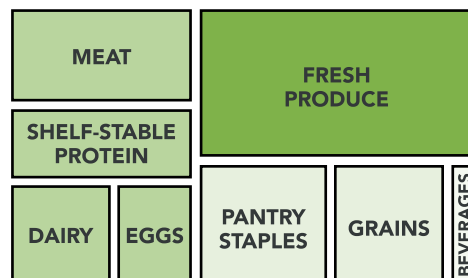 MEAT
FRESH
PRODUCE
SHELF-STABLE
PROTEIN
DAIRY
EGGS
PANTRY
STAPLES
GRAINS
BEVERAGES